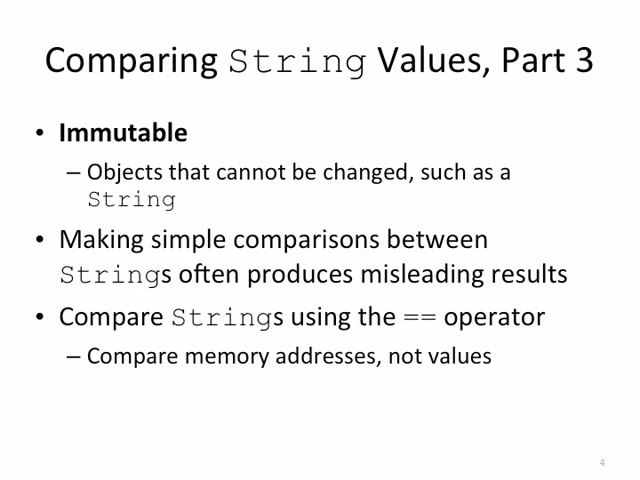 Comparing String Values, Part 3
• Immutable
– Objects that cannot be changed, such as a
String
• Making simple comparisons between
Strings often produces misleading results
• Compare Strings using the == operator
– Compare memory addresses, not values
4